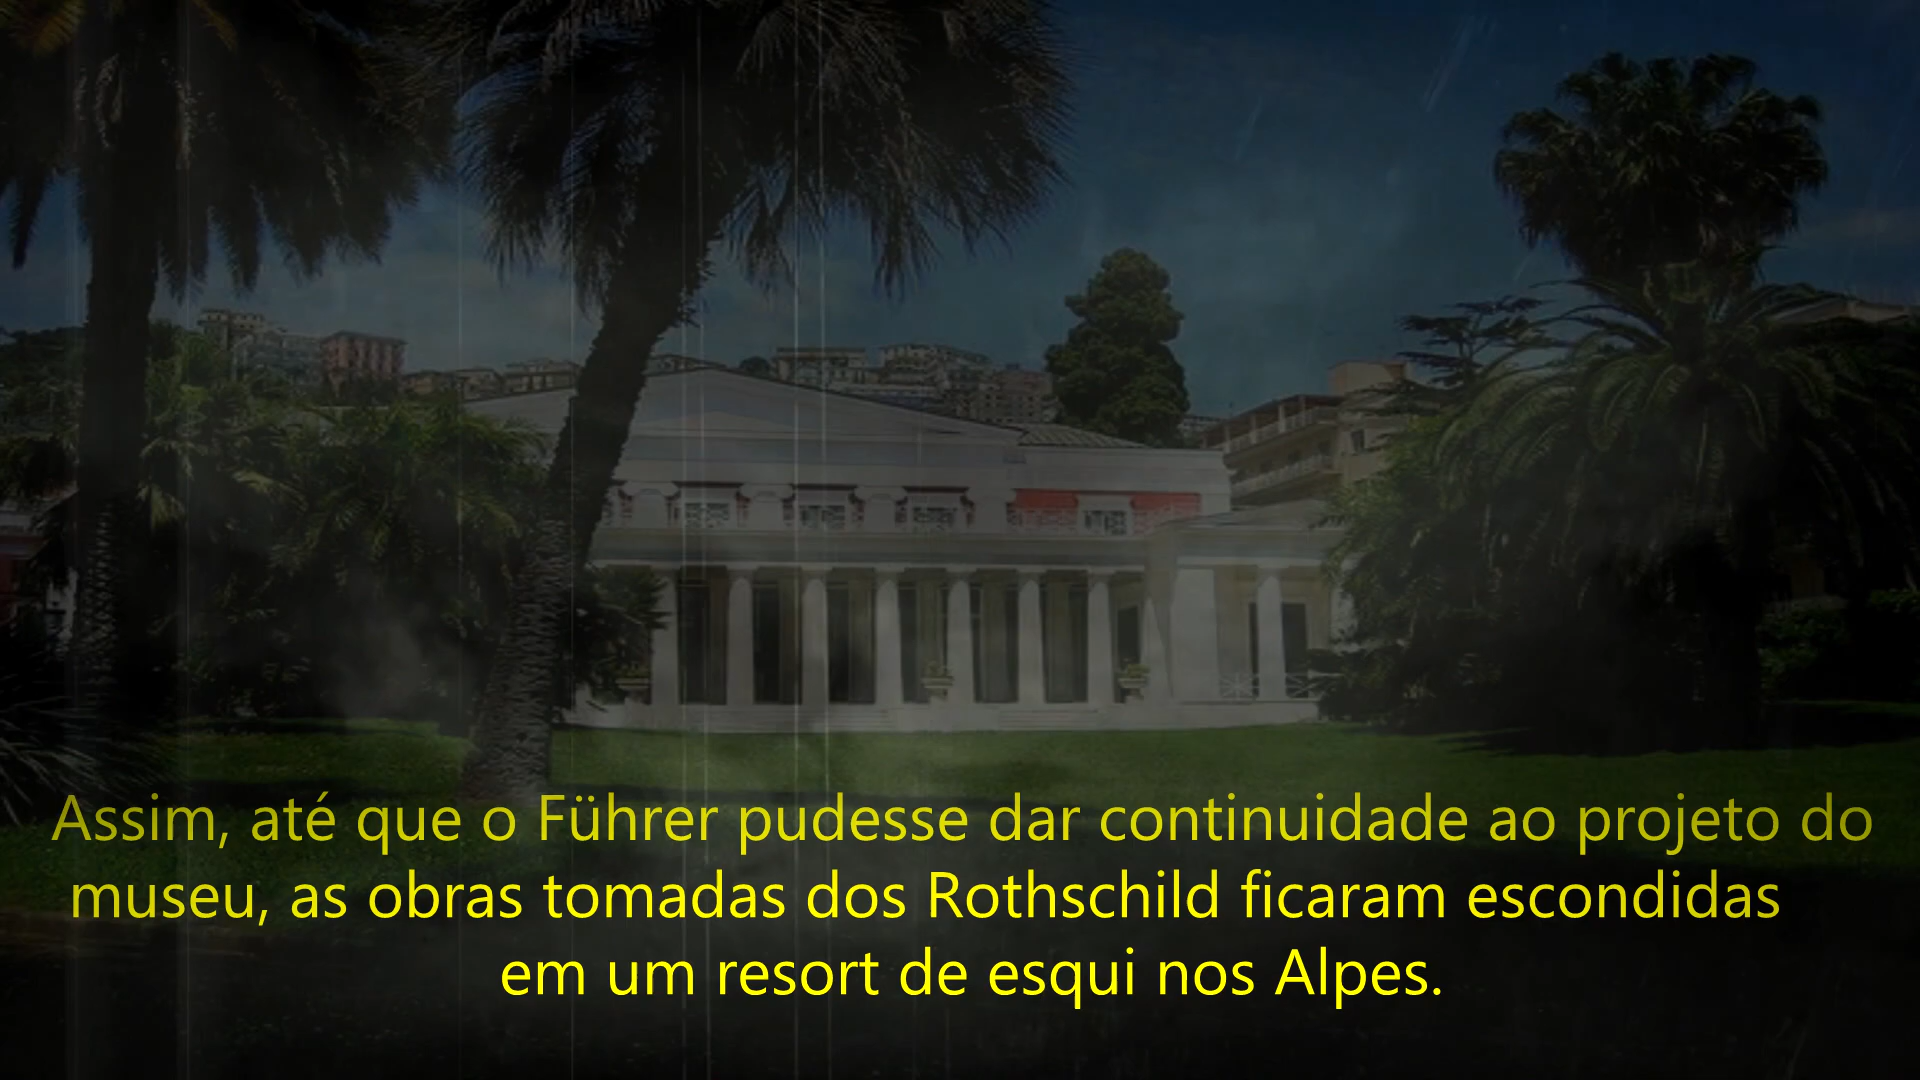 Assim, até que o Führer pudesse dar continuidade ao projeto do
museu, as obras tomadas dos Rothschild ficaram escondidas
em um resort de esqui nos Alpes.